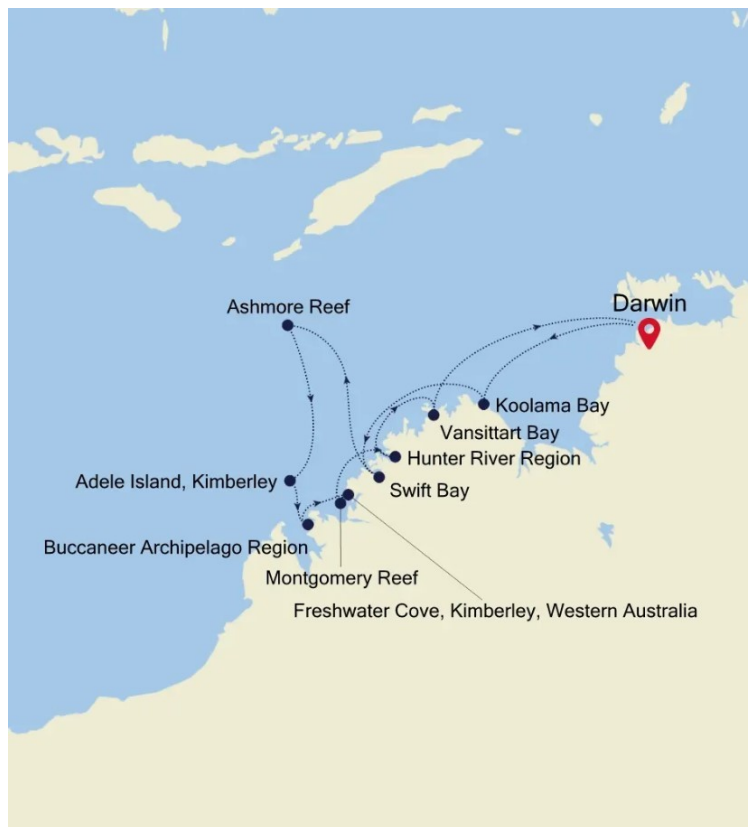 Ashmore Reef
Darwin
Koolama Bay
Vansittart Bay
Hunter River Region
Adele Island, Kimberley
Swift Bay
Buccaneer Archipelago Region
Montgomery Reef
Freshwater Cove, Kimberley, Western Australia